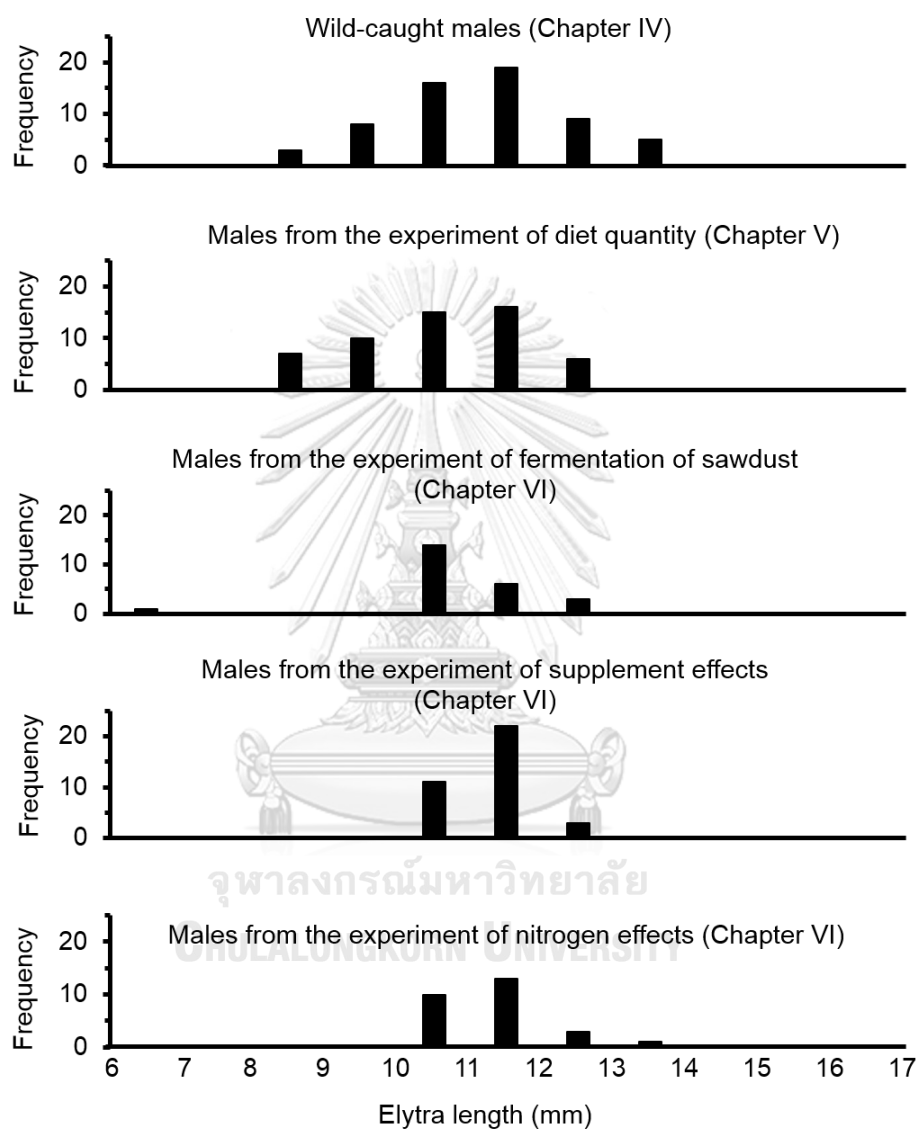 Wild-caught males (Chapter IV)
Frequency
20
10
0
Males from the experiment of diet quantity (Chapter V)
Frequency
20
10
0
Males from the experiment of fermentation of sawdust
(Chapter VI)
Frequency
20
10
0
Males from the experiment of supplement effects
(Chapter VI)
Frequency
20
10
0
จุฬาลงกรณ์มหาวิทยาลัย
CHULALONGKORN UNIVERSITY
Males from the experiment of nitrogen effects (Chapter VI)
Frequency
20
10
0
6 7 8 9 10 11 12 13 14 15 16 17
Elytra length (mm)